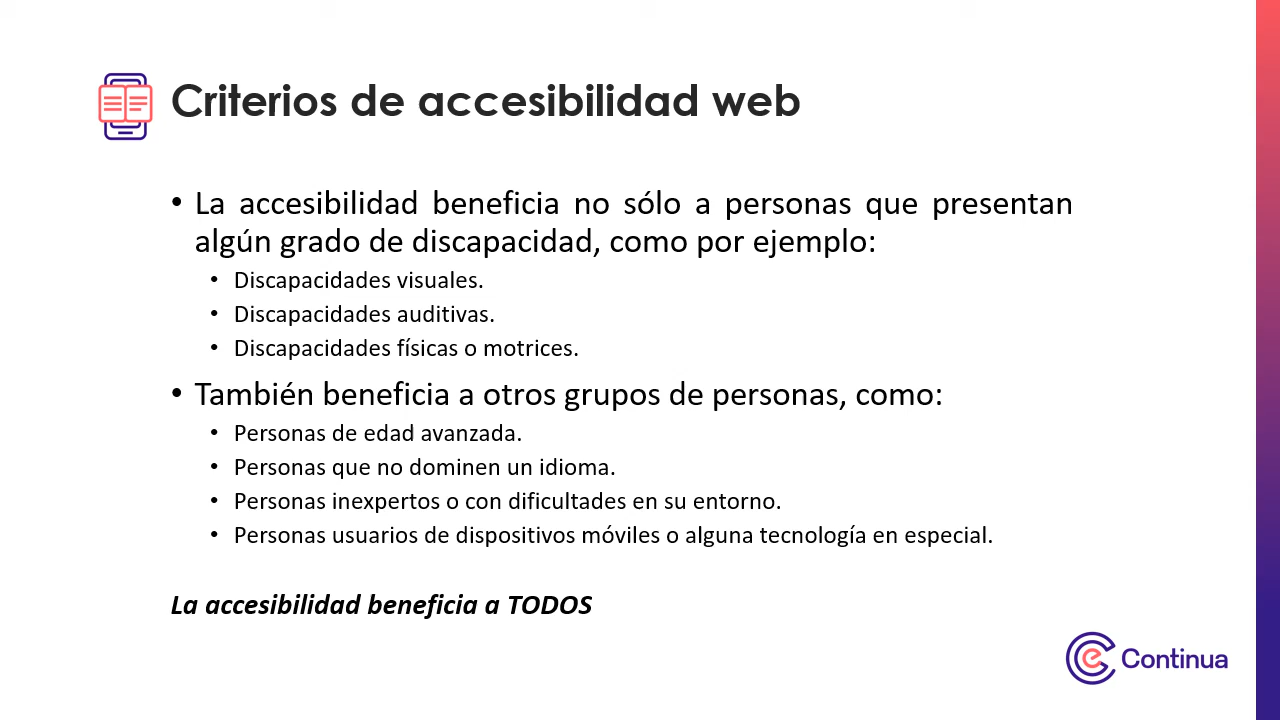 Criterios de accesibilidad web
• La accesibilidad beneficia no sólo a personas que presentan
algún grado de discapacidad, como por ejemplo:
• Discapacidades visuales.
• Discapacidades auditivas.
• Discapacidades físicas o motrices.
• También beneficia a otros grupos de personas, como:
• Personas de edad avanzada.
• Personas que no dominen un idioma.
• Personas inexpertos o con dificultades en su entorno.
• Personas usuarios de dispositivos móviles o alguna tecnología en especial.
La accesibilidad beneficia a TODOS
e Continua